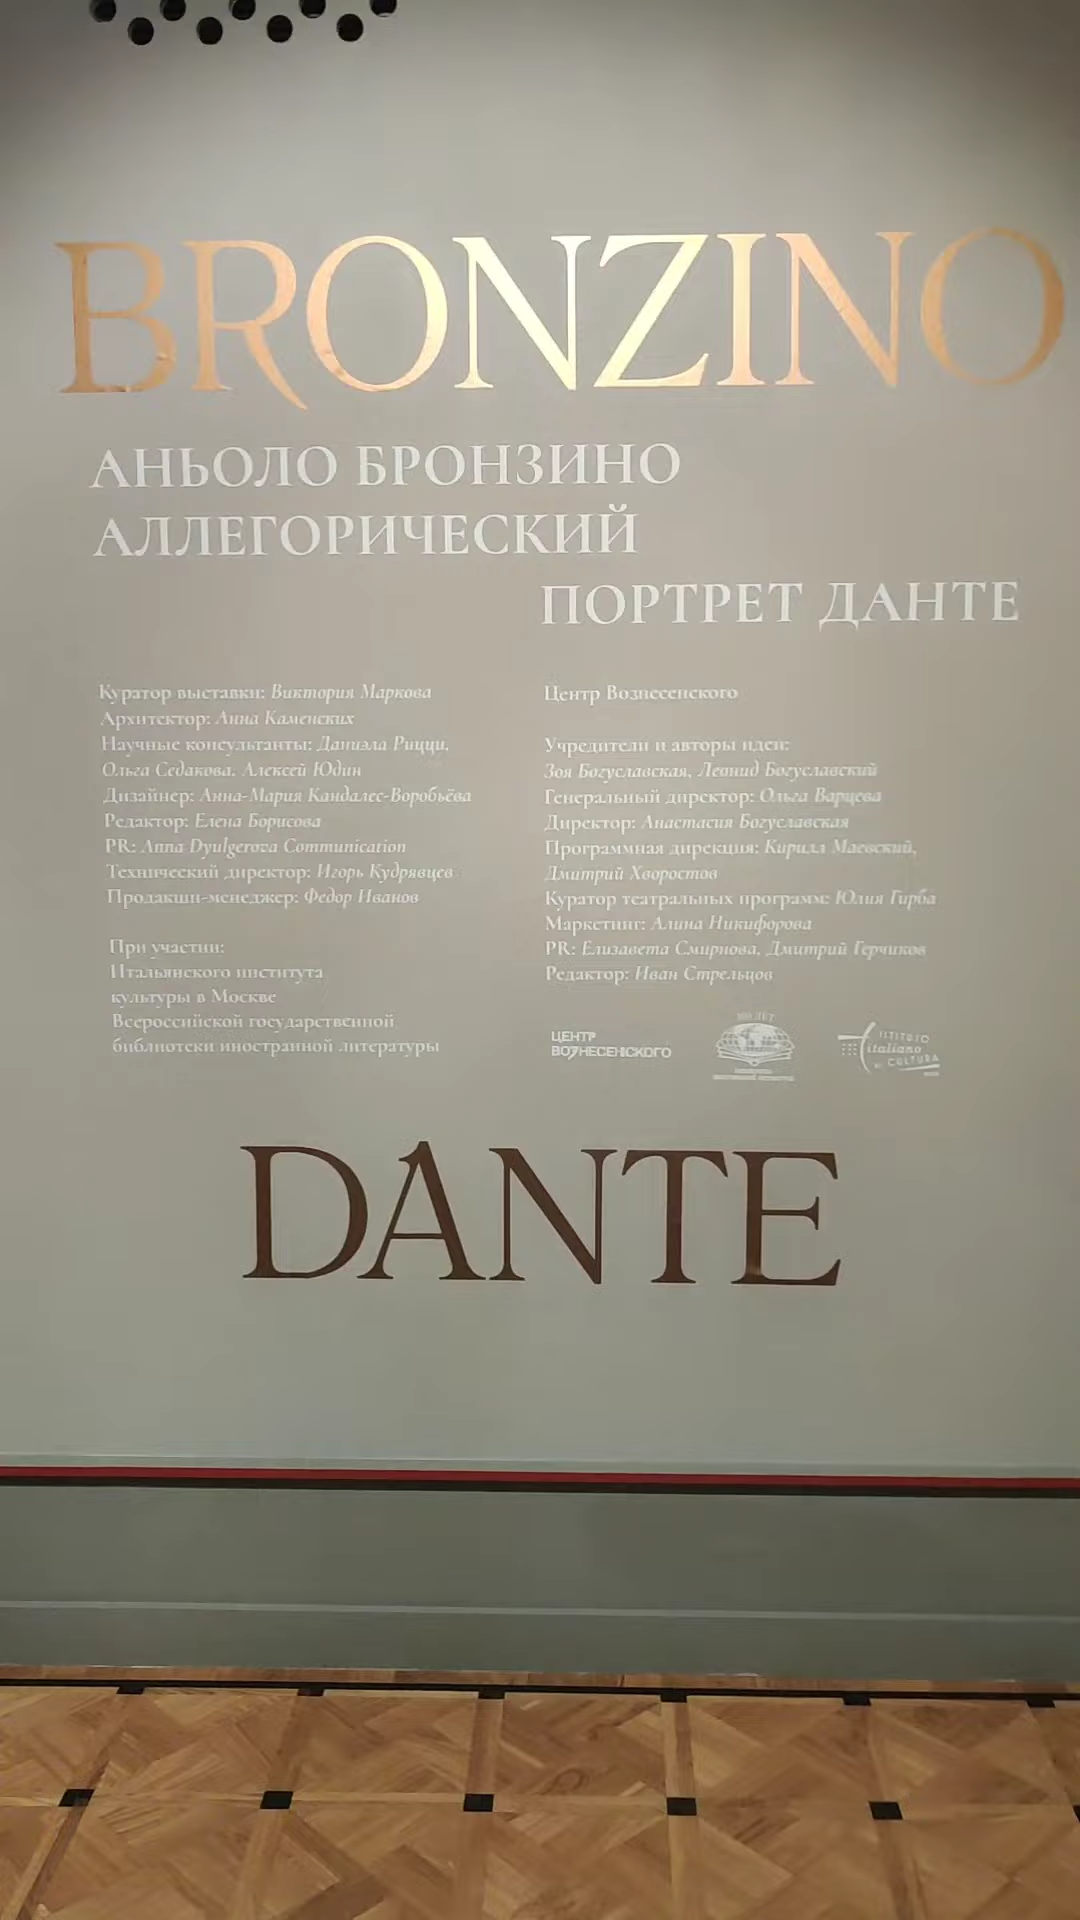 BRONZINO
АНЬОЛО БРОНЗИНО
АЛЛЕГОРИЧЕСКИЙ
ПОРТРЕТ ДАНТЕ
Куратор выставки: Виктория Маркова
Архитектор: Анна Каменских
Научные консультанты: Даниэла Рицци,
Ольга Седакова, Алексей Юдин
Дизайнер: Анна-Мария Кандалес-Воробьёва
Редактор: Елена Борисова
PR: Anna Dyulgerova Communication
Технический директор: Игорь Кудрявцев
Продакшн-менеджер: Федор Иванов
При участии:
Итальянского института
культуры в Москве
Всероссийской государственной
библиотеки иностранной литературы
Центр Вознесенского
Учредители и авторы идеи:
Зоя Богуславская, Леонид Богуславский
Генеральный директор: Ольга Варцева
Директор: Анастасия Богуславская
Программная дирекция: Кирилл Маевский,
Дмитрий Хворостов
Куратор театральных программ: Юлия Гирба
Маркетинг: Алина Никифорова
PR: Елизавета Смирнова, Дмитрий Герчиков
Редактор: Иван Стрельцов
ЦЕНТР
ВОЗНЕСЕНСКОГО
100 ЛЕТ
ISTITUTO
italiano
DI CULTURA
DANTE